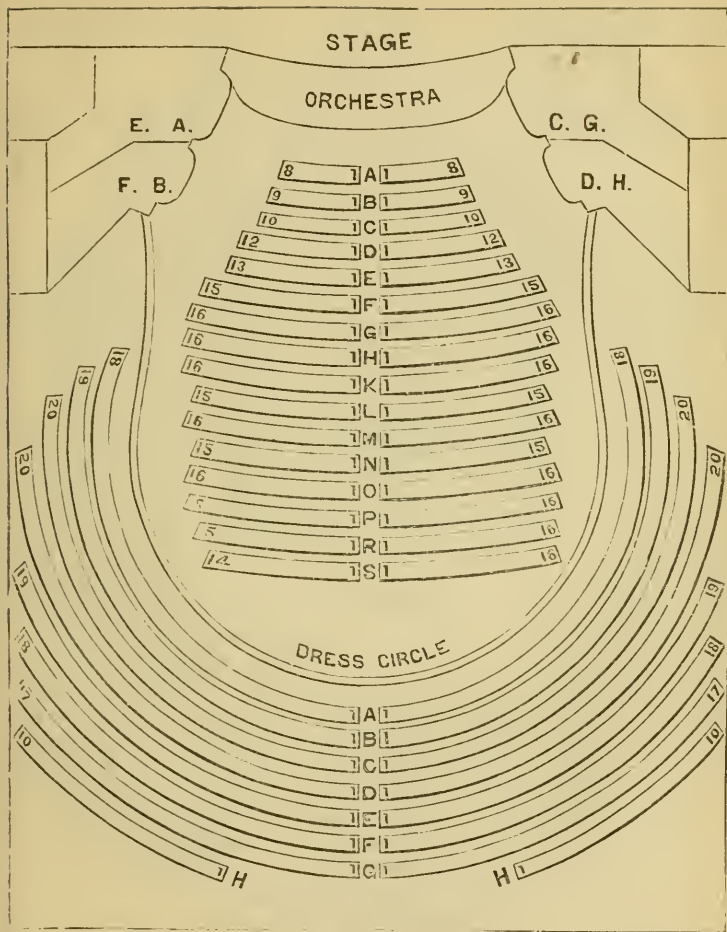 STAGE
ORCHESTRA
E. A. C. G.
F. B. D. H.
8 1 A 1 8
9 1 B 1 9
10 1 C 1 10
12 1 D 1 12
13 1 E 1 13
15 1 F 1 15
16 1 G 1 16
16 1 H 1 16
16 1 K 1 16
15 1 L 1 15
16 1 M 1 16
15 1 N 1 15
16 1 O 1 16
1 P 1 16
1 R 1 16
1 S 1 16
DRESS CIRCLE
18 1 A 1 18
19 1 B 1 19
20 1 C 1 20
20 1 D 1 20
19 1 E 1 19
18 1 F 1 18
17 1 G 1 17
10 1 H H 1 10